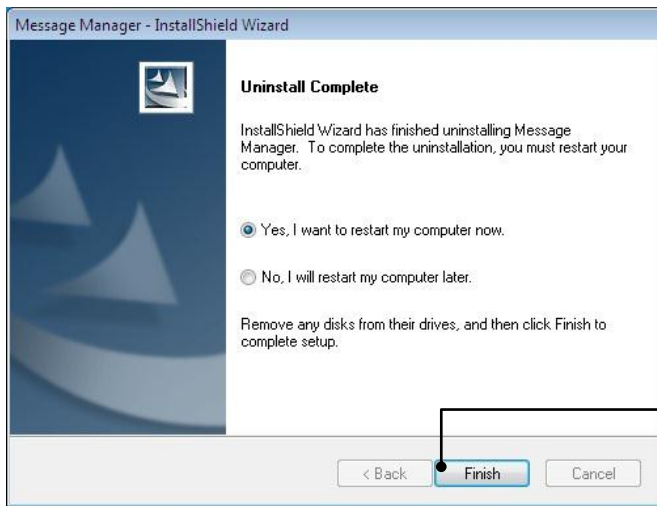 Message Manager - InstallShield Wizard
Uninstall Complete
InstallShield Wizard has finished uninstalling Message
Manager. To complete the uninstallation, you must restart your
computer.
Yes, I want to restart my computer now.
No, I will restart my computer later.
Remove any disks from their drives, and then click Finish to
complete setup.
< Back Finish Cancel